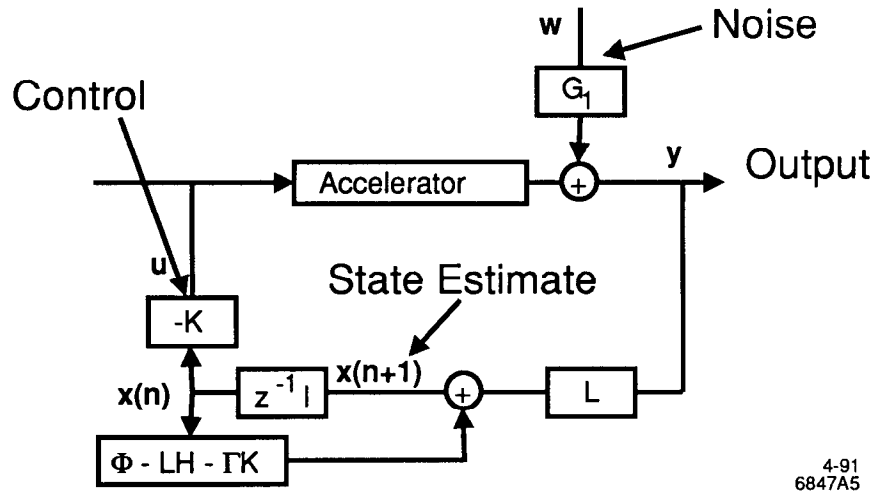 w
Noise
G1
Control
y
Accelerator
+
Output
u
State Estimate
-K
x(n)
z -1 I
x(n+1)
+
L
Φ - LH - ΓK
4-91
6847A5